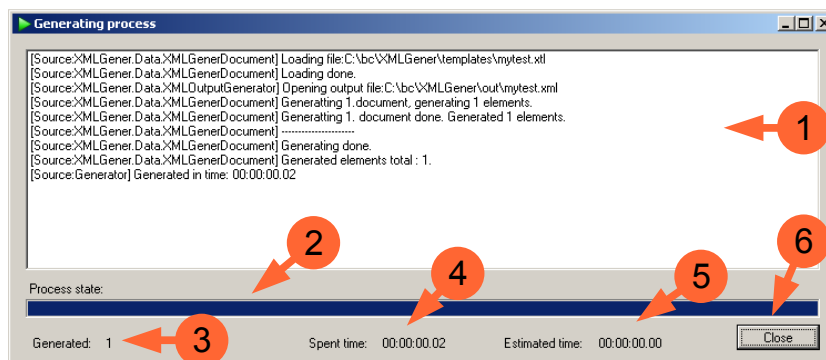 Generating process
[Source:XMLGener.Data.XMLGenerDocument] Loading file:C:\bc\XMLGener\templates\mytest.xtl
[Source:XMLGener.Data.XMLGenerDocument] Loading done.
[Source:XMLGener.Data.XMLOutputGenerator] Opening output file:C:\bc\XMLGener\out\mytest.xml
[Source:XMLGener.Data.XMLGenerDocument] Generatting 1.document, generating 1 elements.
[Source:XMLGener.Data.XMLGenerDocument] Generatting 1. document done. Generated 1 elements.
[Source:XMLGener.Data.XMLGenerDocument] ----------------------
[Source:XMLGener.Data.XMLGenerDocument] Generating done.
[Source:XMLGener.Data.XMLGenerDocument] Generated elements total : 1.
[Source:Generator] Generated in time: 00:00:00.02
1
2
4
5
6
Process state:
Generated: 1
3
Spent time: 00:00:00.02
Estimated time: 00:00:00.00
Close